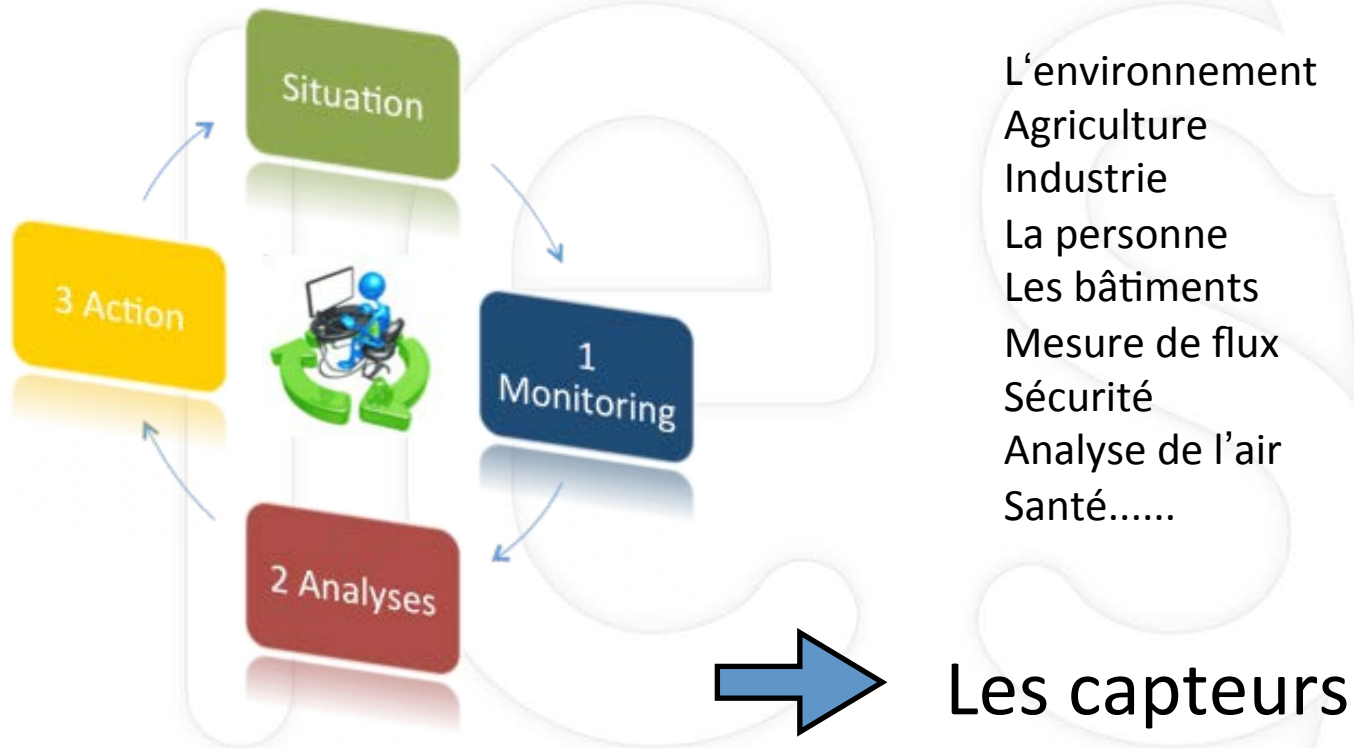 Situation
1
Monitoring
2 Analyses
3 Action
L‘environnement
Agriculture
Industrie
La personne
Les bâtiments
Mesure de flux
Sécurité
Analyse de l’air
Santé......
Les capteurs